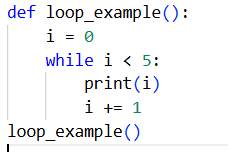 def loop_example():
    i = 0
    while i < 5:
        print(i)
        i += 1
loop_example()